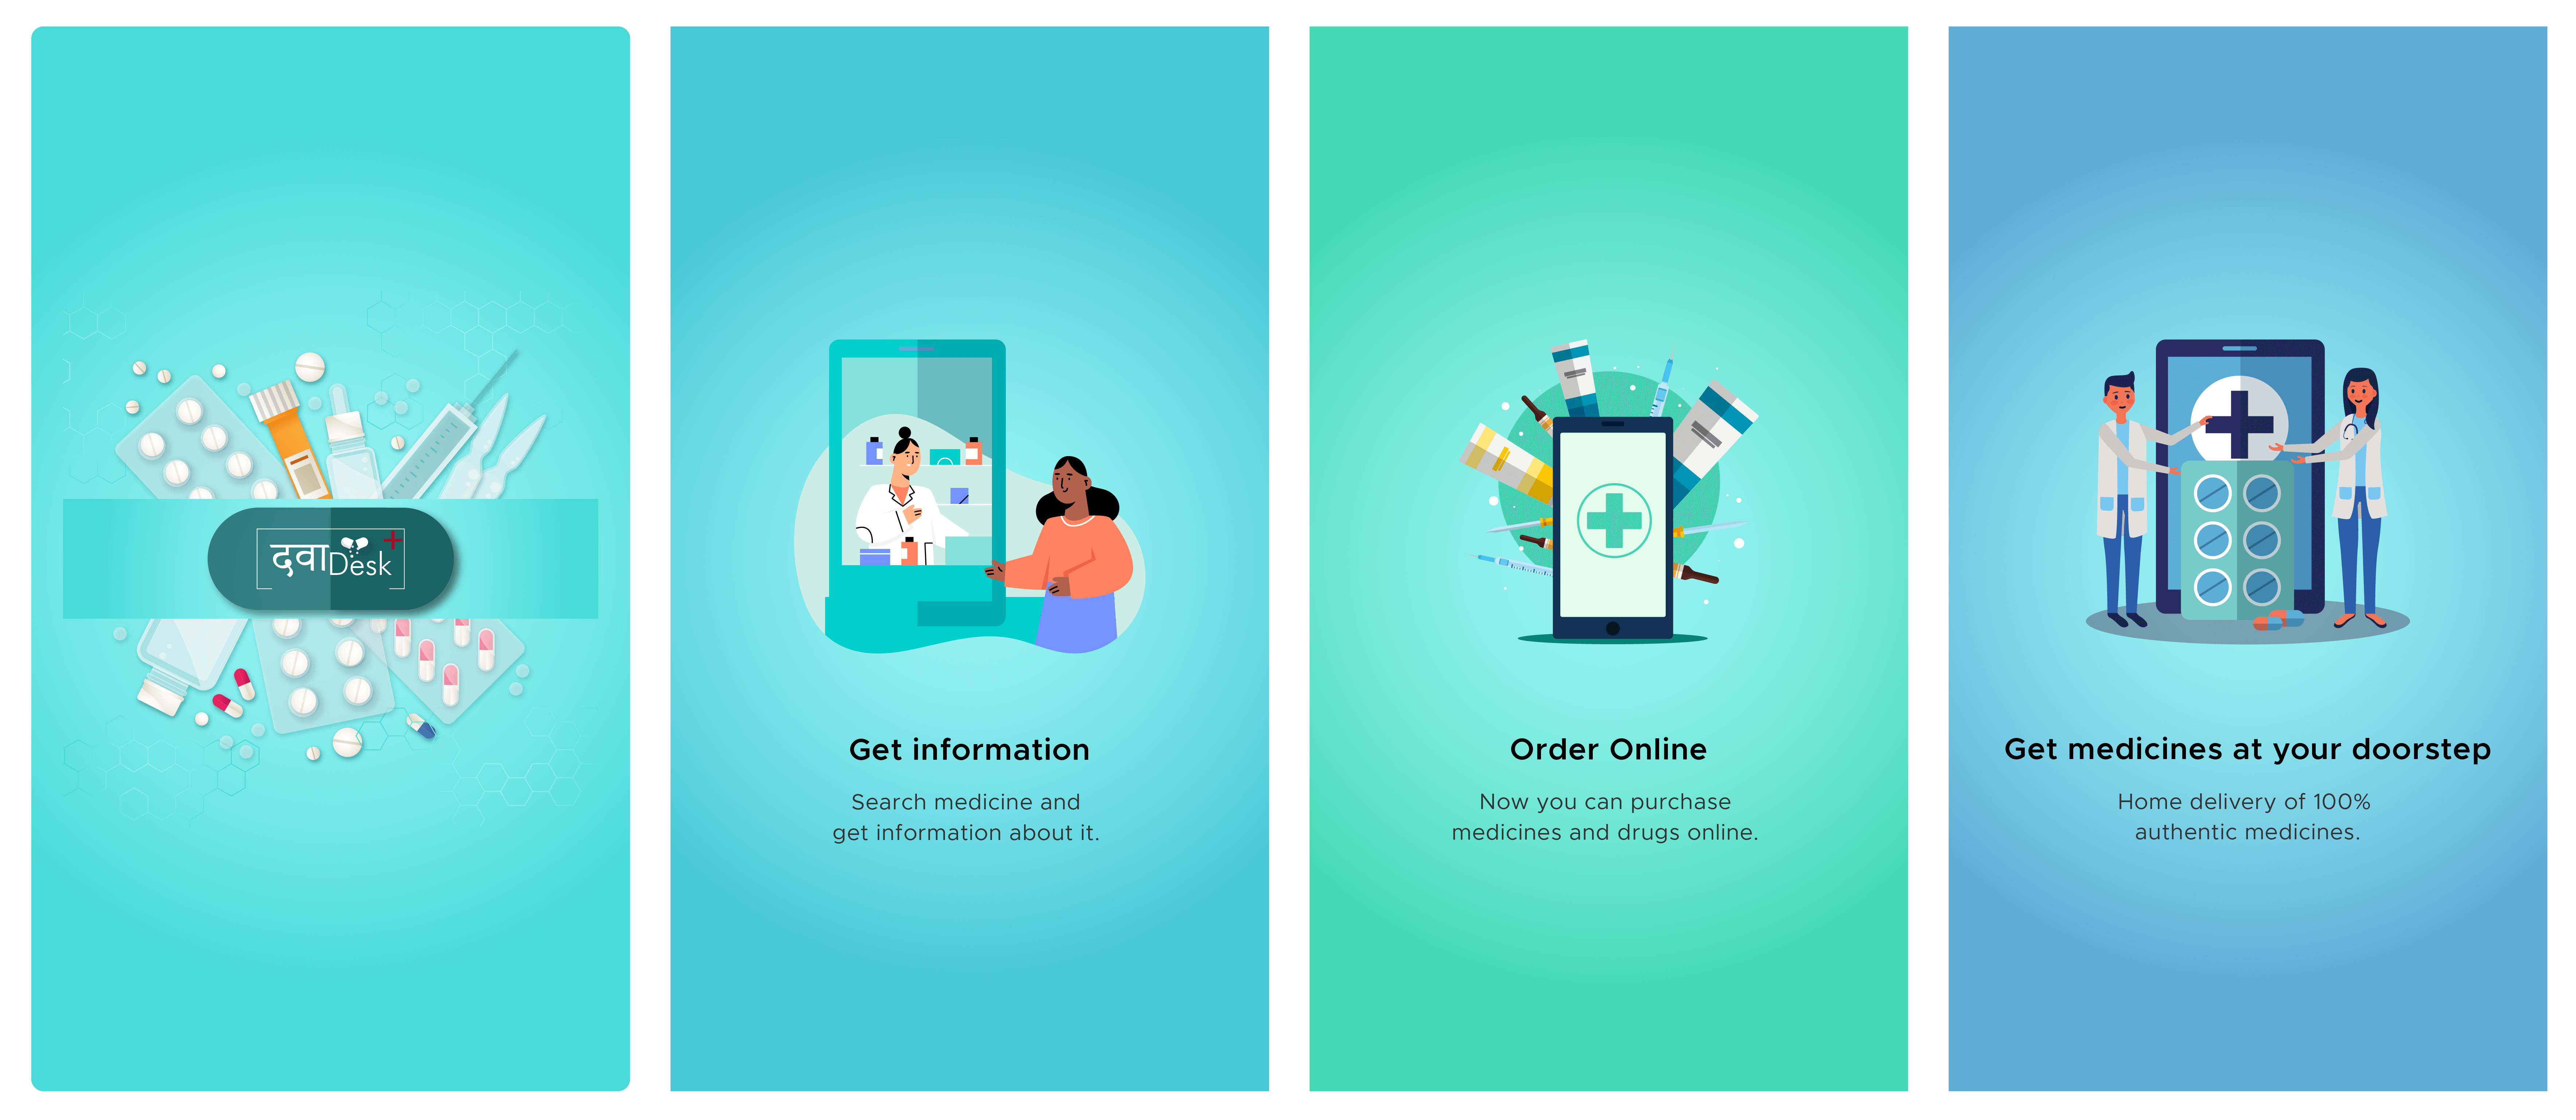 दवाDesk
Get information
Search medicine and
get information about it.
Order Online
Now you can purchase
medicines and drugs online.
Get medicines at your doorstep
Home delivery of 100%
authentic medicines.